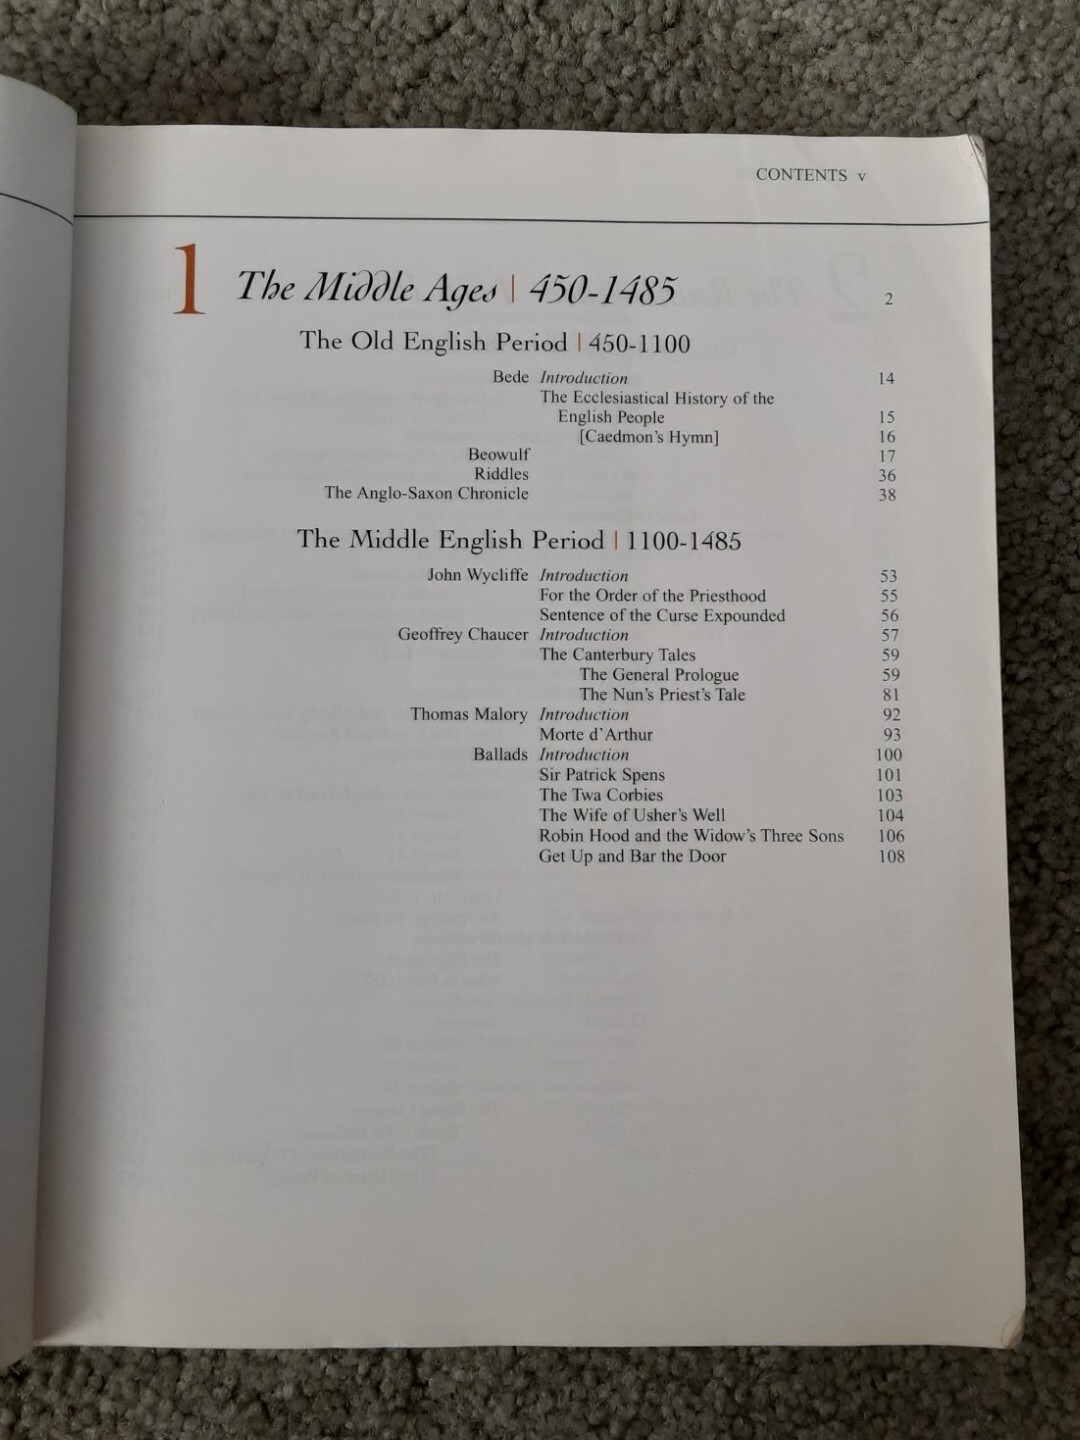 CONTENTS v
1 The Middle Ages | 450-1485 2
The Old English Period | 450-1100
Bede Introduction 14
The Ecclesiastical History of the
English People 15
[Caedmon's Hymn] 16
Beowulf 17
Riddles 36
The Anglo-Saxon Chronicle 38
The Middle English Period | 1100-1485
John Wycliffe Introduction 53
For the Order of the Priesthood 55
Sentence of the Curse Expounded 56
Geoffrey Chaucer Introduction 57
The Canterbury Tales 59
The General Prologue 59
The Nun's Priest's Tale 81
Thomas Malory Introduction 92
Morte d'Arthur 93
Ballads Introduction 100
Sir Patrick Spens 101
The Twa Corbies 103
The Wife of Usher's Well 104
Robin Hood and the Widow's Three Sons 106
Get Up and Bar the Door 108